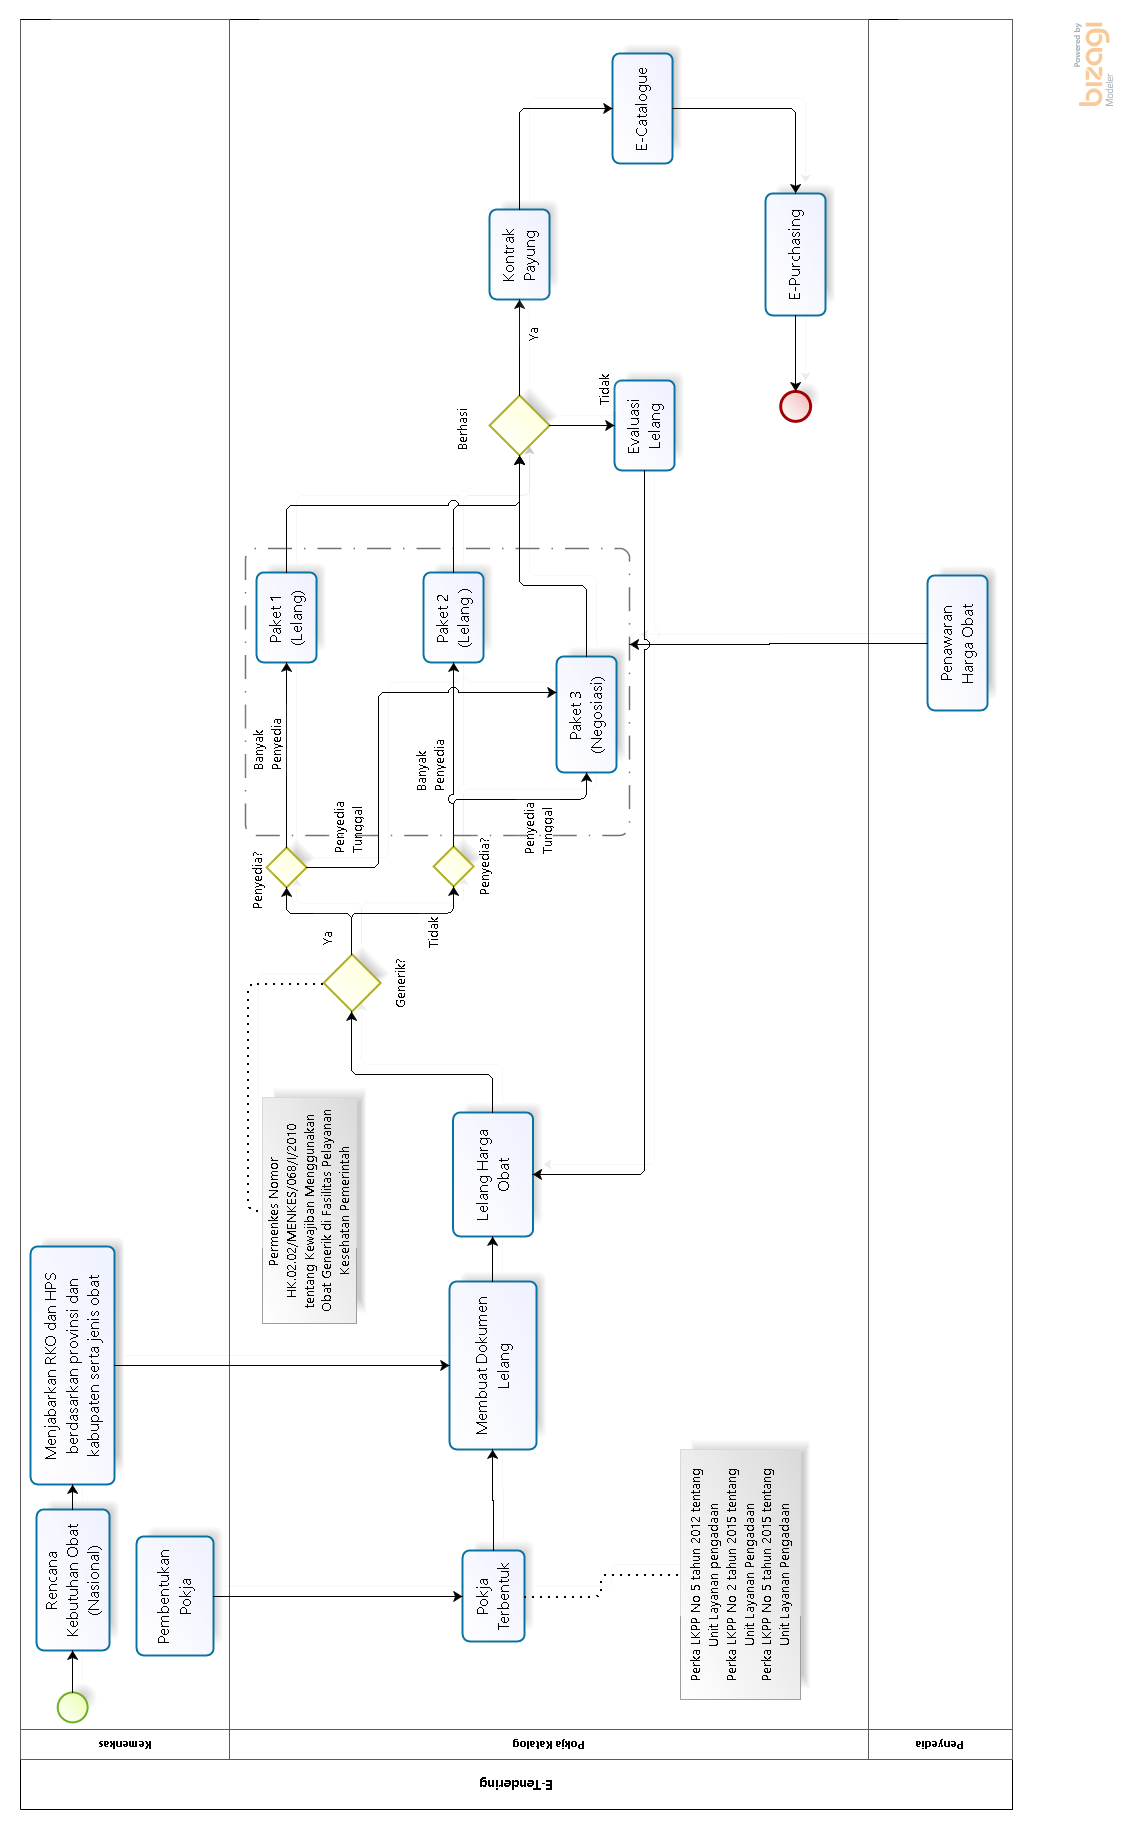 E-Tendering
Kemenkas
Pokja Katalog
Penyedia
Rencana
Kebutuhan Obat
(Nasional)
Menjabarkan RKO dan HPS
berdasarkan provinsi dan
kabupaten serta jenis obat
Pembentukan
Pokja
Pokja
Terbentuk
Perka LKPP No 5 tahun 2012 tentang
Unit Layanan pengadaan
Perka LKPP No 2 tahun 2015 tentang
Unit Layanan Pengadaan
Perka LKPP No 5 tahun 2015 tentang
Unit Layanan Pengadaan
Membuat Dokumen
Lelang
Lelang Harga
Obat
Permenkes Nomor
HK.02.02/MENKES/068/I/2010
tentang Kewajiban Menggunakan
Obat Generik di Fasilitas Pelayanan
Kesehatan Pemerintah
Generik?
Ya
Tidak
Penyedia?
Penyedia?
Banyak
Penyedia
Penyedia
Tunggal
Banyak
Penyedia
Penyedia
Tunggal
Paket 1
(Lelang)
Paket 2
(Lelang )
Paket 3
(Negosiasi)
Penawaran
Harga Obat
Berhasi
Tidak
Evaluasi
Lelang
Ya
Kontrak
Payung
E-Catalogue
E-Purchasing
Powered by
bizagi
Modeler